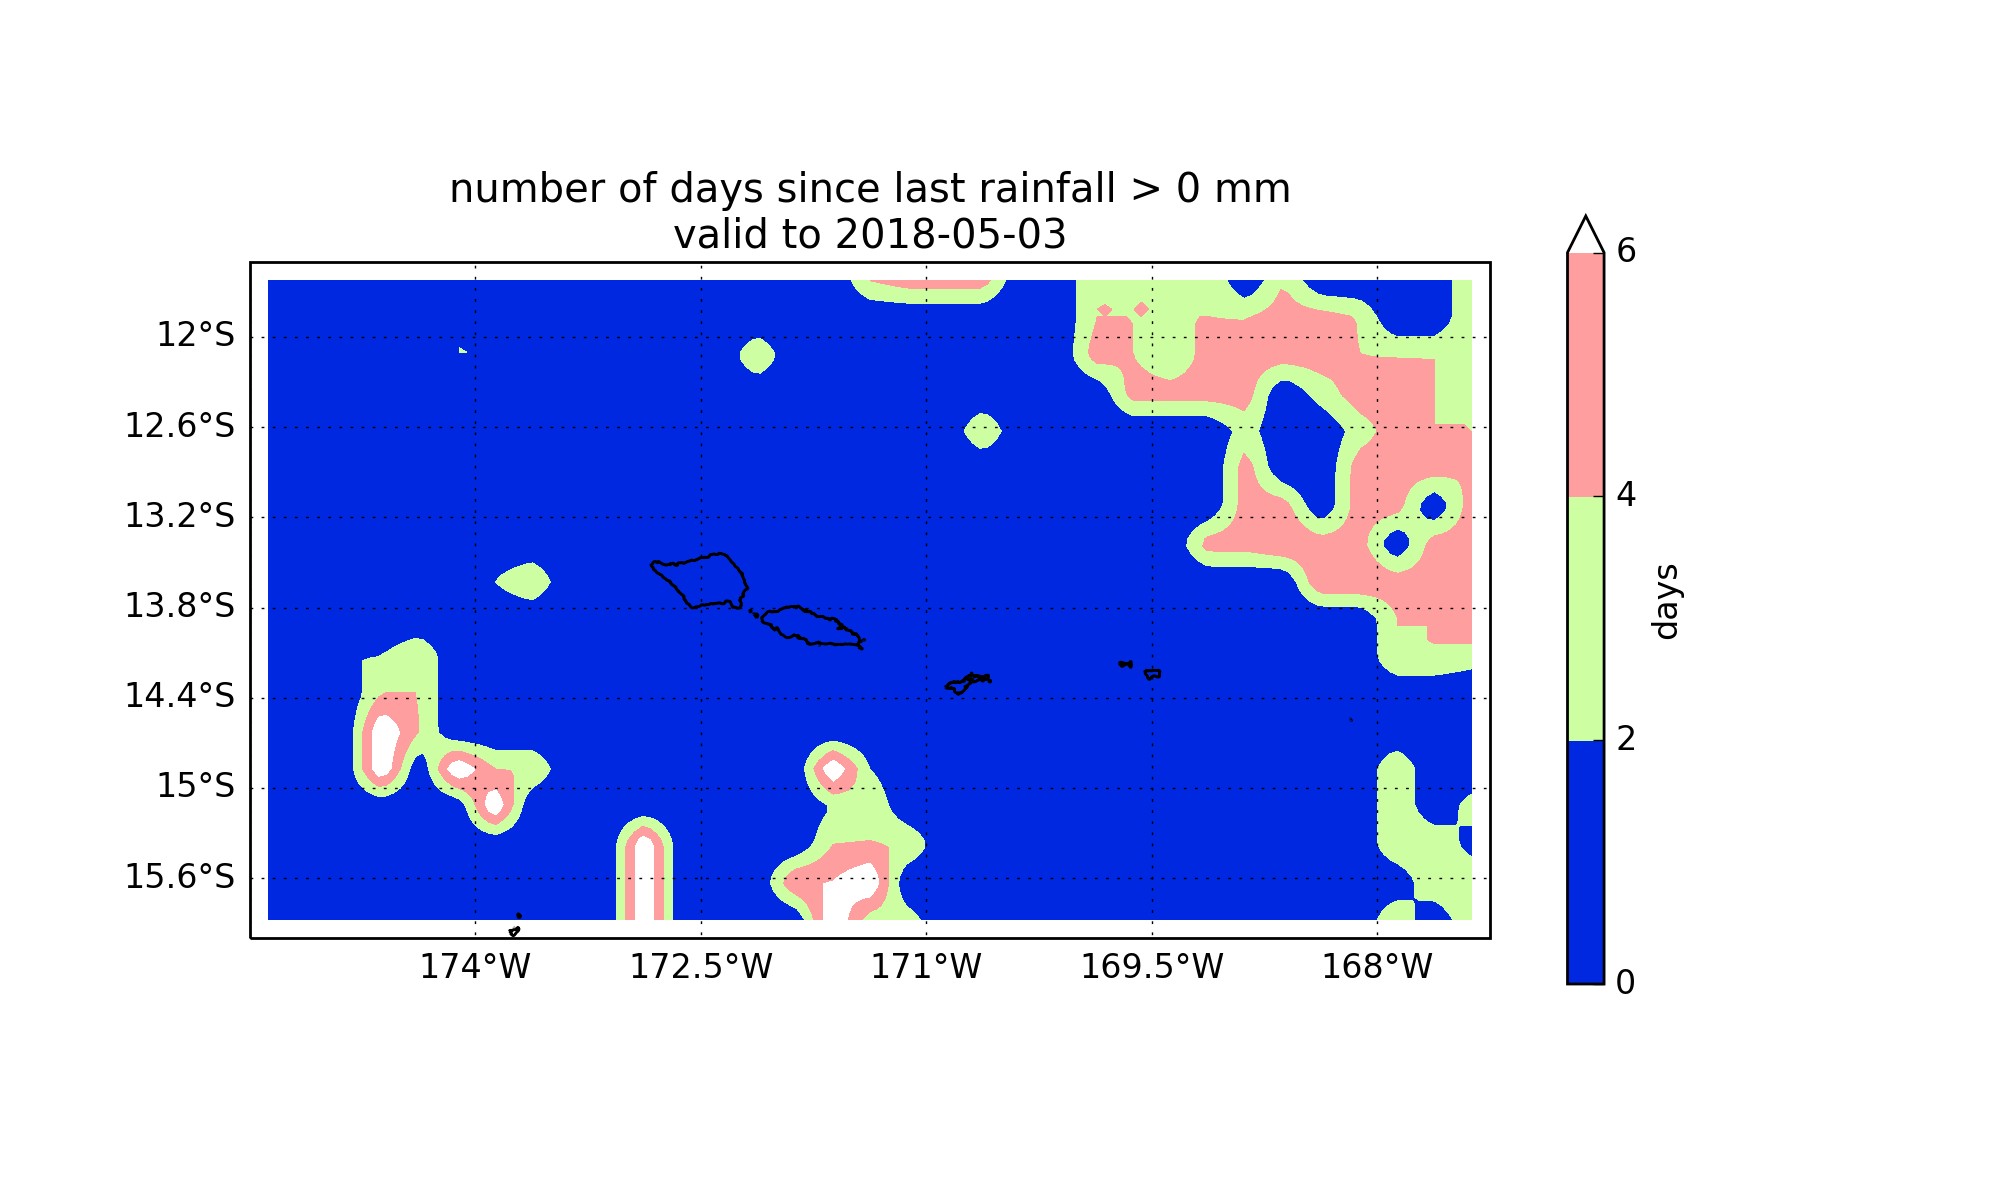 number of days since last rainfall > 0 mm
valid to 2018-05-03
12°S
12.6°S
13.2°S
13.8°S
14.4°S
15°S
15.6°S
174°W 172.5°W 171°W 169.5°W 168°W
6
4
2
0
days